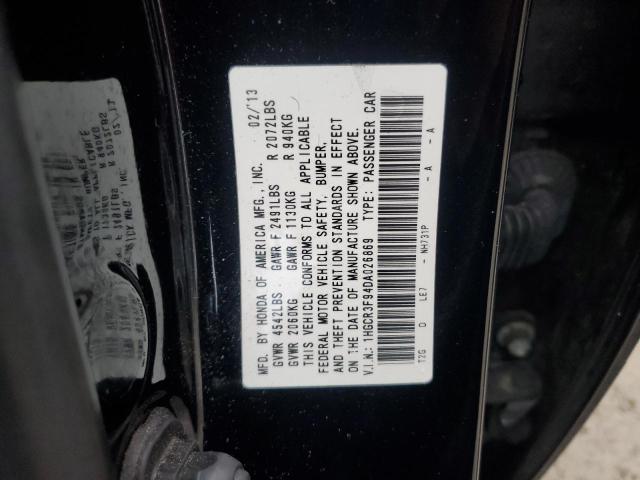 MFD. BY HONDA OF AMERICA MFG., INC. 02/'13
GVWR 4542LBS GAWR F 2491LBS R 2072LBS
GVWR 2060KG GAWR F 1130KG R 940KG
THIS VEHICLE CONFORMS TO ALL APPLICABLE
FEDERAL MOTOR VEHICLE SAFETY, BUMPER,
AND THEFT PREVENTION STANDARDS IN EFFECT
ON THE DATE OF MANUFACTURE SHOWN ABOVE.
V.I.N.: 1HGCR3F94DA026869 TYPE: PASSENGER CAR
T2G D LE7 - NH731P - A - A